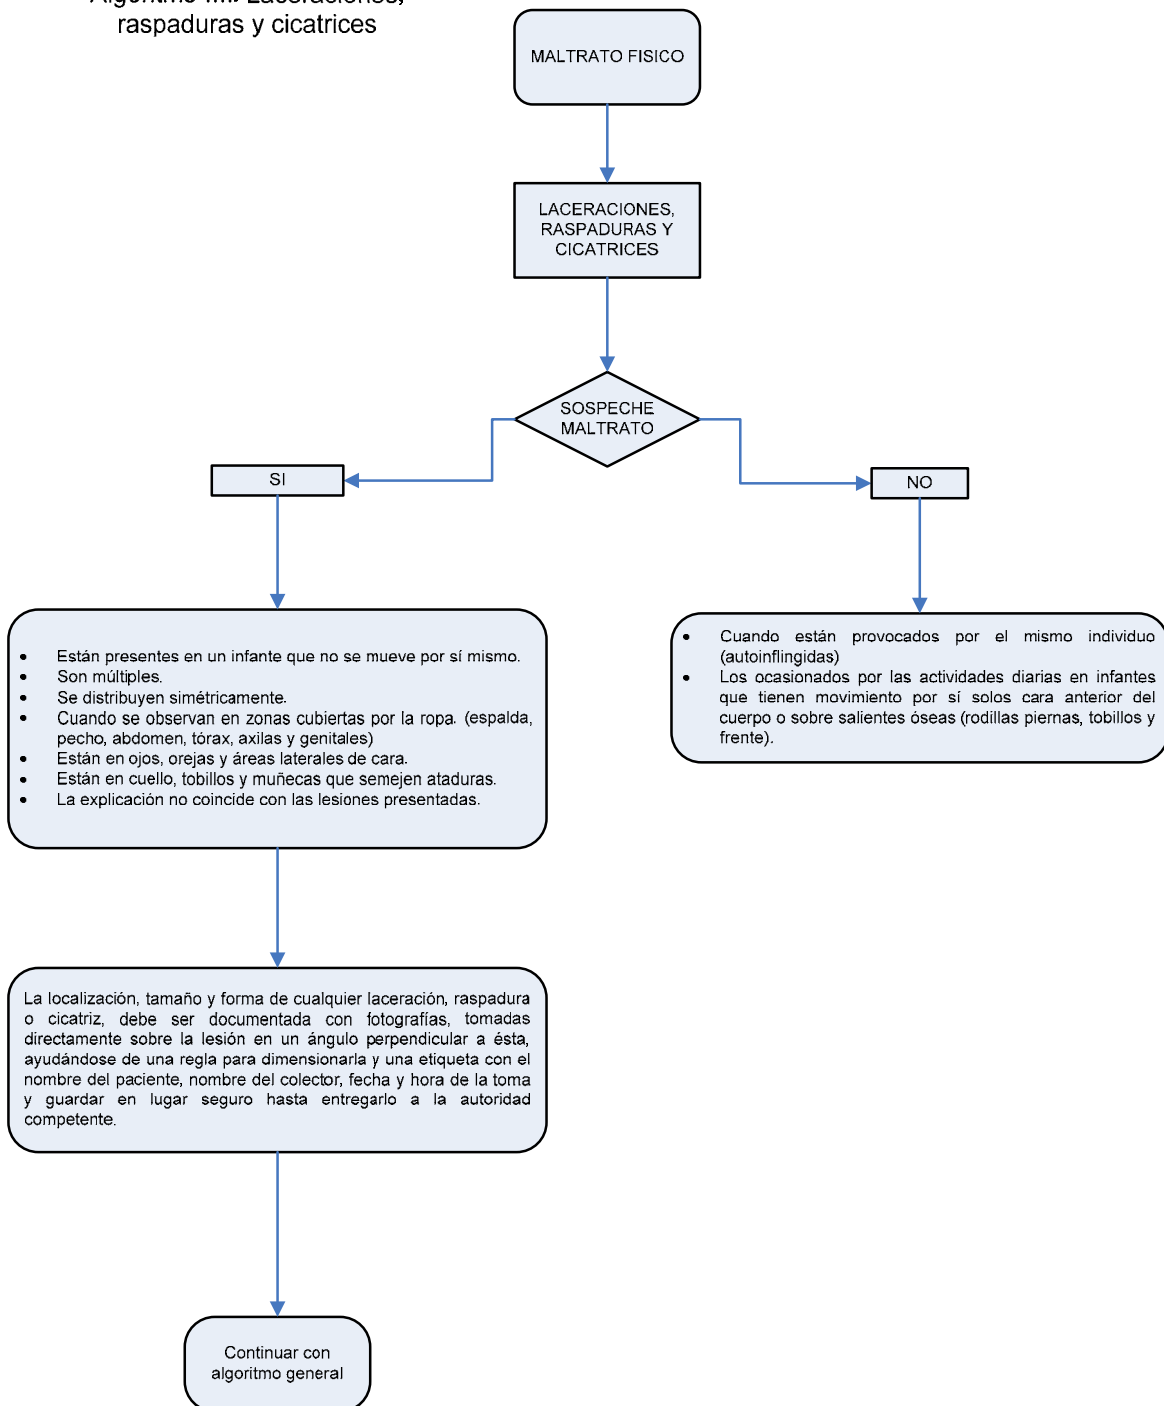 Algoritmo III. Laceraciones,
raspaduras y cicatrices
MALTRATO FISICO
LACERACIONES,
RASPADURAS Y
CICATRICES
SOSPECHE
MALTRATO
SI
NO
• Están presentes en un infante que no se mueve por sí mismo.
• Son múltiples.
• Se distribuyen simétricamente.
• Cuando se observan en zonas cubiertas por la ropa. (espalda,
pecho, abdomen, tórax, axilas y genitales)
• Están en ojos, orejas y áreas laterales de cara.
• Están en cuello, tobillos y muñecas que semejen ataduras.
• La explicación no coincide con las lesiones presentadas.
• Cuando están provocados por el mismo individuo
(autoinflingidas)
• Los ocasionados por las actividades diarias en infantes
que tienen movimiento por sí solos cara anterior del
cuerpo o sobre salientes óseas (rodillas piernas, tobillos y
frente).
La localización, tamaño y forma de cualquier laceración, raspadura
o cicatriz, debe ser documentada con fotografías, tomadas
directamente sobre la lesión en un ángulo perpendicular a ésta,
ayudándose de una regla para dimensionarla y una etiqueta con el
nombre del paciente, nombre del colector, fecha y hora de la toma
y guardar en lugar seguro hasta entregarlo a la autoridad
competente.
Continuar con
algoritmo general